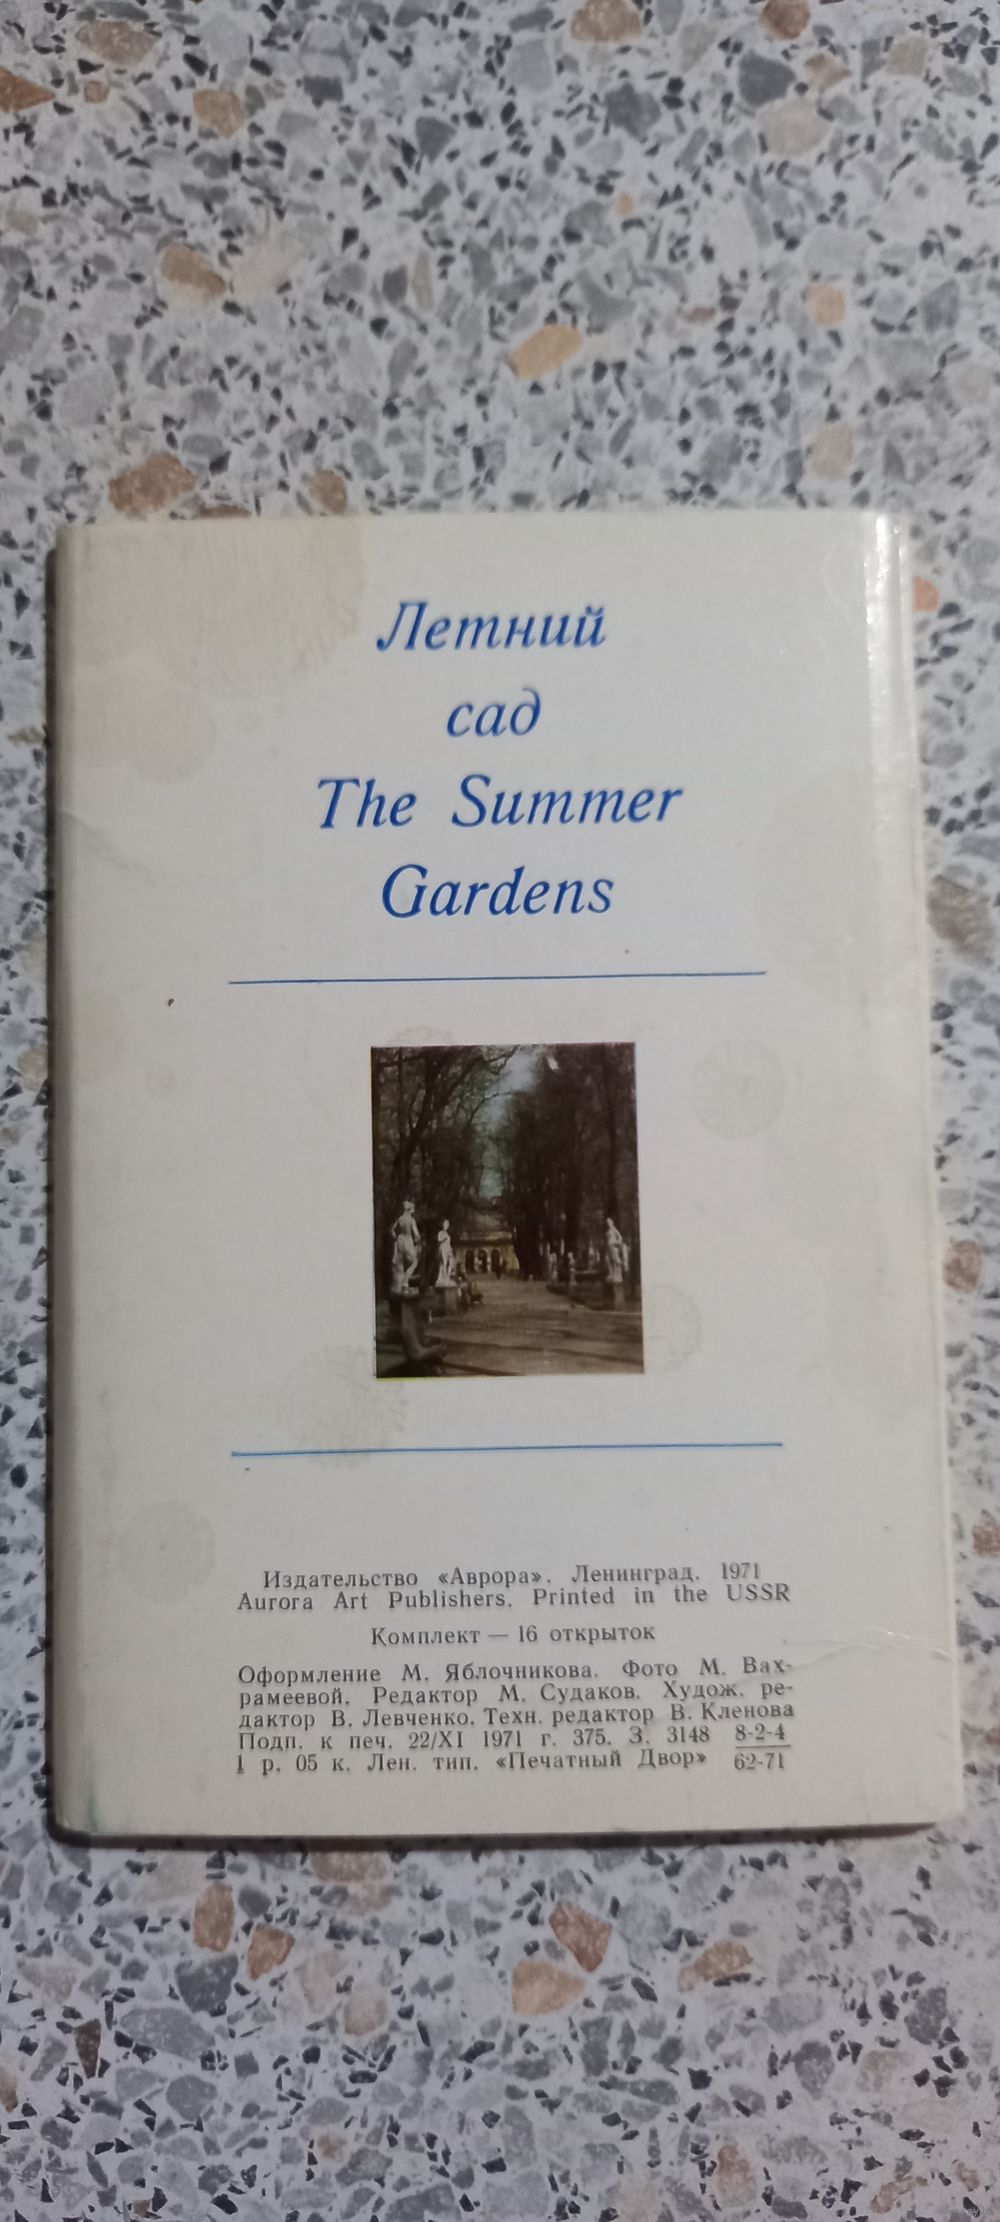 Летний
сад
The Summer
Gardens
Издательство «Аврора». Ленинград. 1971
Aurora Art Publishers. Printed in the USSR
Комплект — 16 открыток
Оформление М. Яблочникова. Фото М. Вах-
рамеевой. Редактор М. Судаков. Худож. ре-
дактор В. Левченко. Техн. редактор В. Кленова
Подп. к печ. 22/XI 1971 г. 375. З. 3148 8-2-4
1 р. 05 к. Лен. тип. «Печатный Двор» 62-71